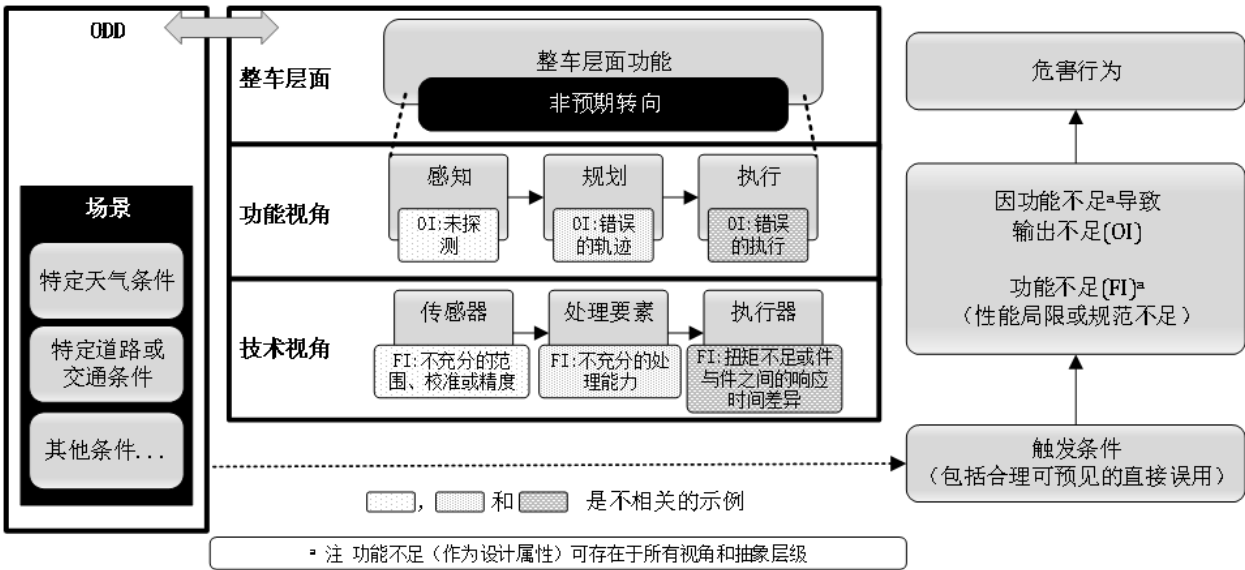 ODD
场景
特定天气条件
特定道路或
交通条件
其他条件...
整车层面
整车层面功能
非预期转向
功能视角
感知
OI:未探
测
规划
OI:错误
的轨迹
执行
OI:错误
的执行
技术视角
传感器
FI:不充分的范
围、校准或精度
处理要素
FI:不充分的处
理能力
执行器
FI:扭矩不足或件
与件之间的响应
时间差异
危害行为
因功能不足ª导致
输出不足(OI)
功能不足(FI)ª
(性能局限或规范不足)
触发条件
(包括合理可预见的直接误用)
, 和 是不相关的示例
ª 注 功能不足(作为设计属性)可存在于所有视角和抽象层级